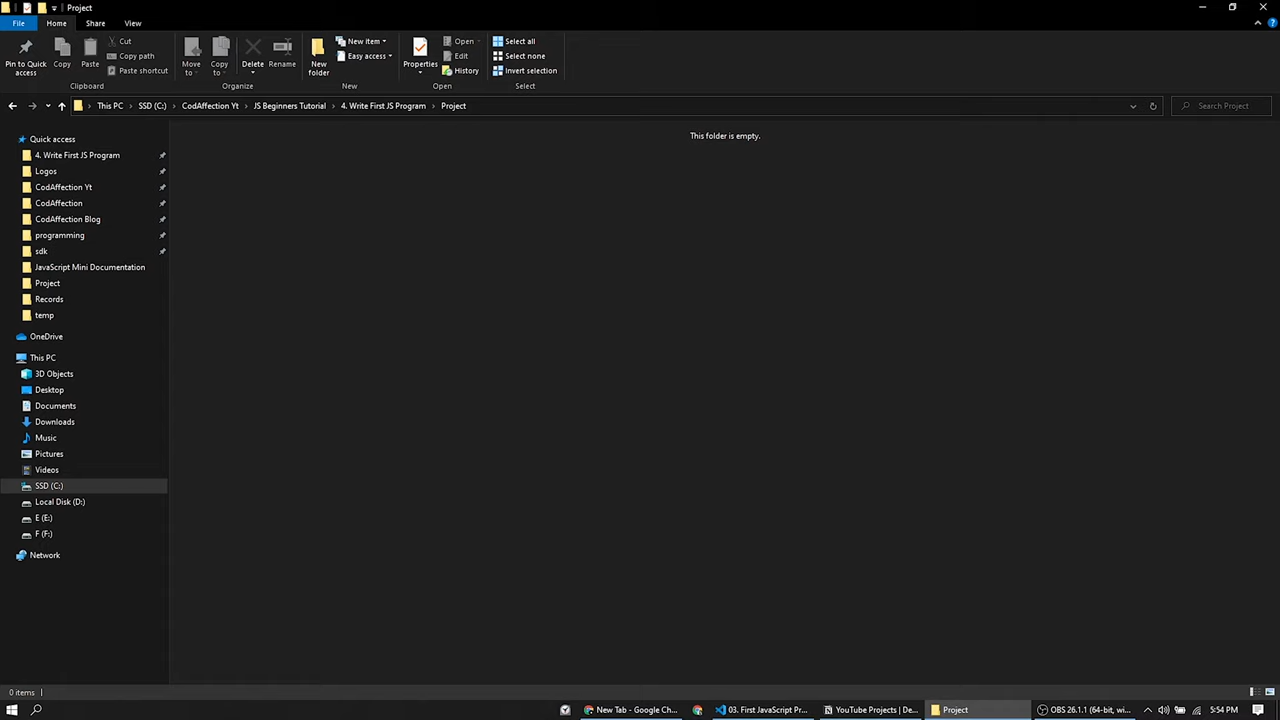 Project
File Home Share View
Pin to Quick access
Copy
Paste
Cut
Copy path
Paste shortcut
Clipboard
Move to
Copy to
Delete
Rename
Organize
New folder
New item
Easy access
New
Properties
Open
Edit
History
Open
Select all
Select none
Invert selection
Select
This PC SSD (C:) CodAffection Yt JS Beginners Tutorial 4. Write First JS Program Project
Search Project
Quick access
4. Write First JS Program
Logos
CodAffection Yt
CodAffection
CodAffection Blog
programming
sdk
JavaScript Mini Documentation
Project
Records
temp
OneDrive
This PC
3D Objects
Desktop
Documents
Downloads
Music
Pictures
Videos
SSD (C:)
Local Disk (D:)
E (E:)
F (F:)
Network
This folder is empty.
0 items
New Tab - Google Ch...
03. First JavaScript Pr...
YouTube Projects | De...
Project
OBS 26.1.1 (64-bit, wi...
5:54 PM